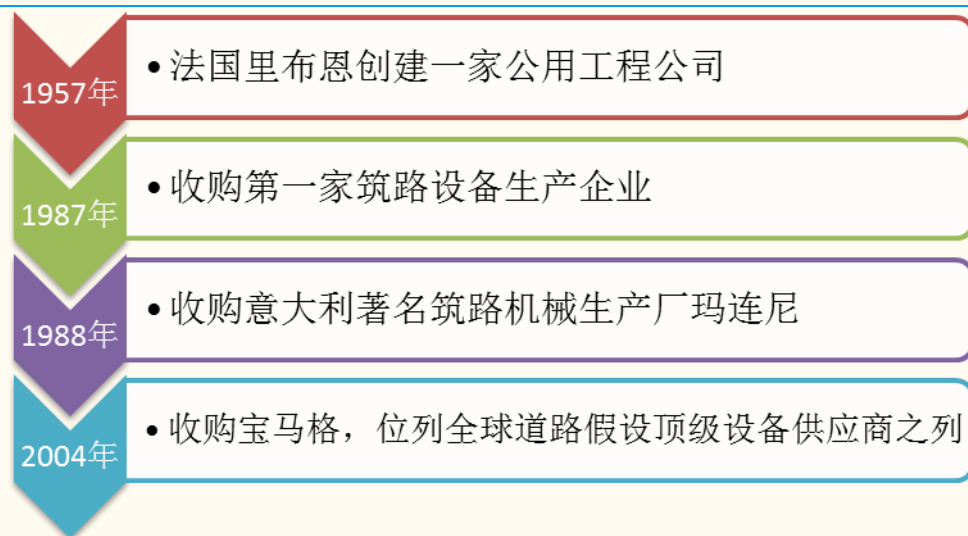 1957年
• 法国里布恩创建一家公用工程公司
1987年
• 收购第一家筑路设备生产企业
1988年
• 收购意大利著名筑路机械生产厂玛连尼
2004年
• 收购宝马格，位列全球道路假设顶级设备供应商之列